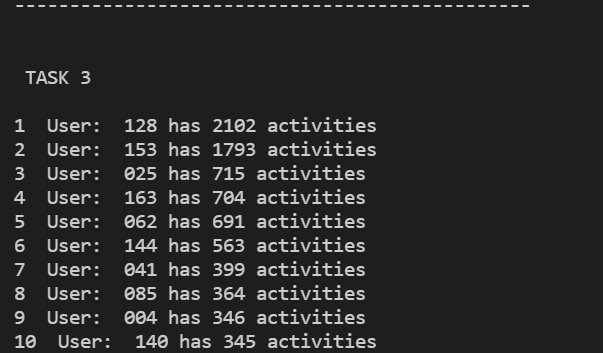 -----------------------------------------------
TASK 3
1  User:  128 has 2102 activities
2  User:  153 has 1793 activities
3  User:  025 has 715 activities
4  User:  163 has 704 activities
5  User:  062 has 691 activities
6  User:  144 has 563 activities
7  User:  041 has 399 activities
8  User:  085 has 364 activities
9  User:  004 has 346 activities
10  User:  140 has 345 activities